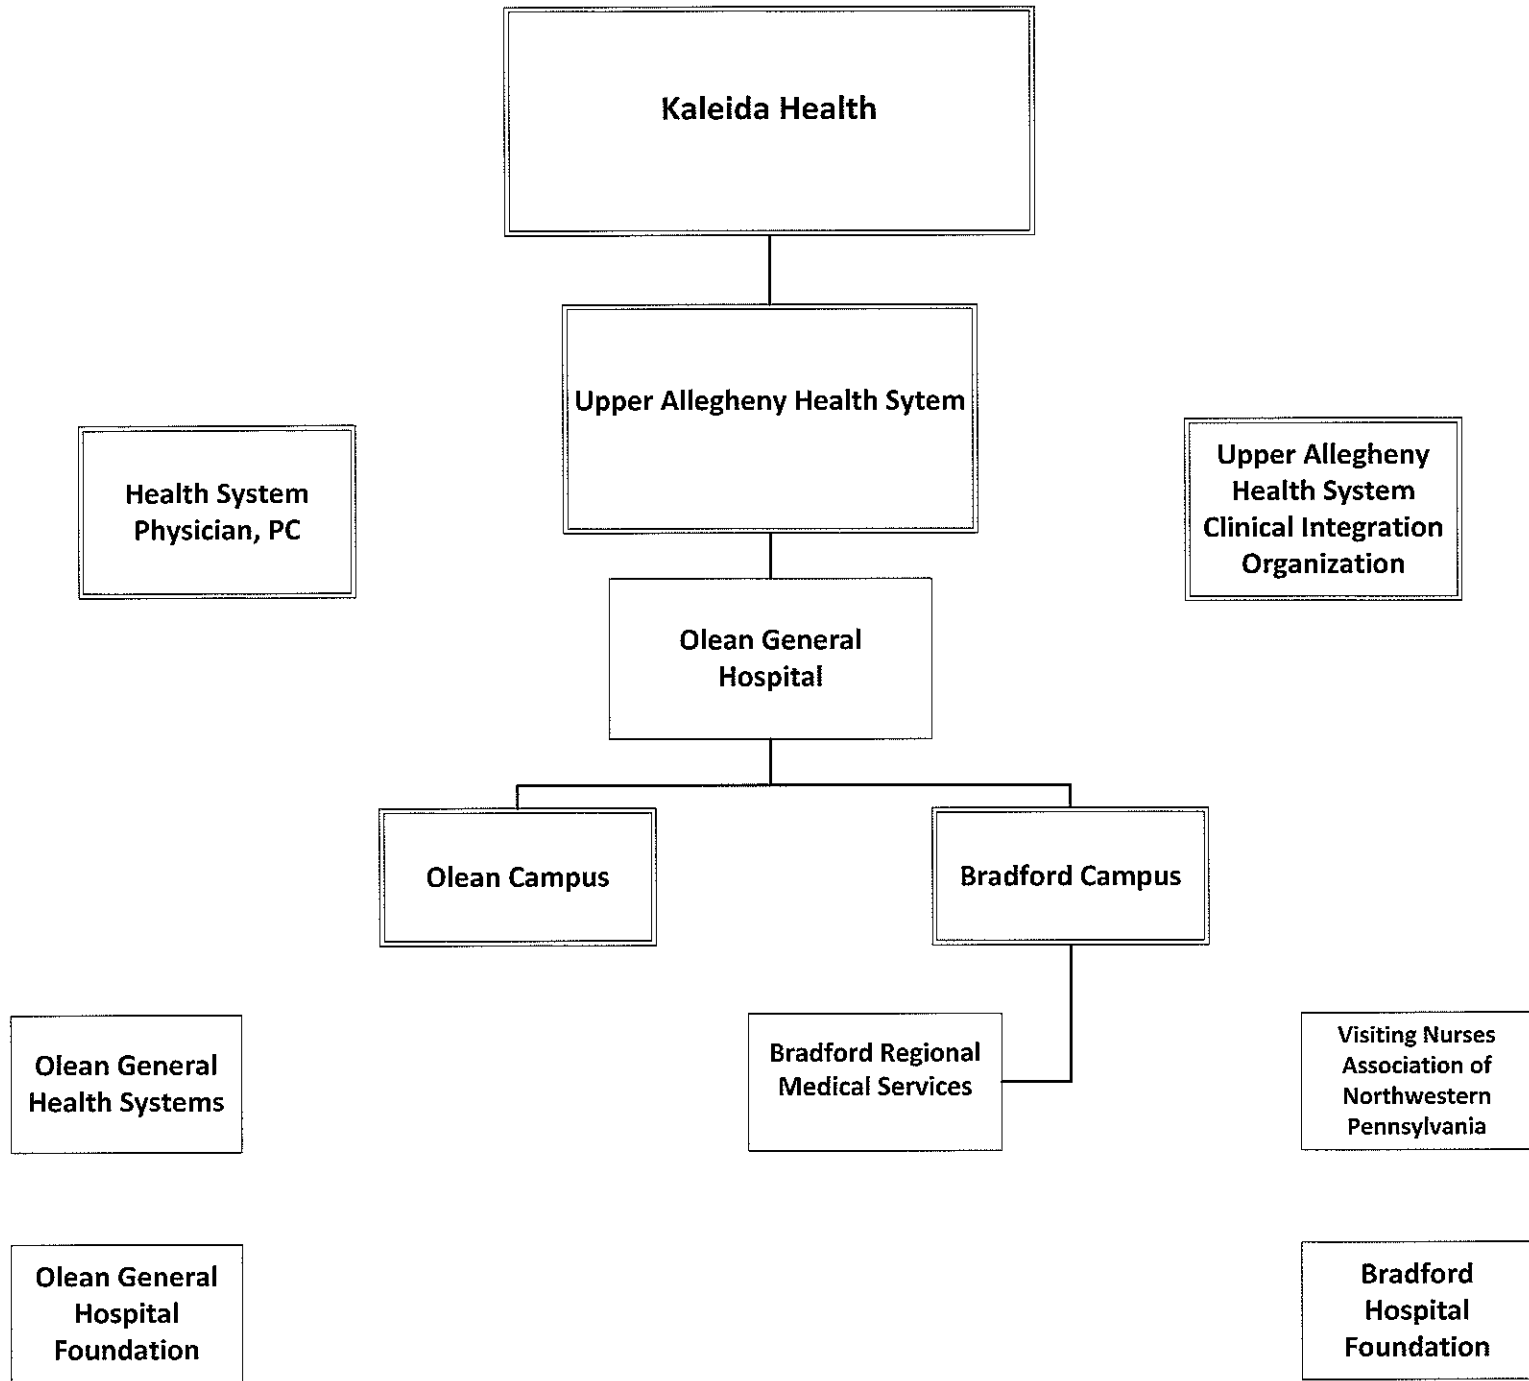 Kaleida Health
Upper Allegheny Health Sytem
Health System
Physician, PC
Upper Allegheny
Health System
Clinical Integration
Organization
Olean General
Hospital
Olean Campus
Bradford Campus
Olean General
Health Systems
Bradford Regional
Medical Services
Visiting Nurses
Association of
Northwestern
Pennsylvania
Olean General
Hospital
Foundation
Bradford
Hospital
Foundation